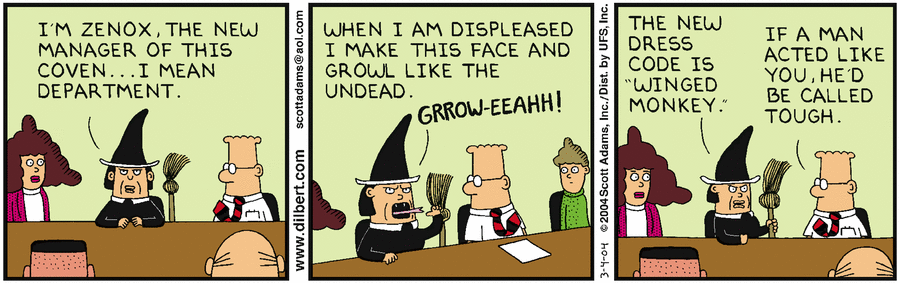 I'M ZENOX, THE NEW
MANAGER OF THIS
COVEN...I MEAN
DEPARTMENT.
www.dilbert.com
scottadams@aol.com
WHEN I AM DISPLEASED
I MAKE THIS FACE AND
GROWL LIKE THE
UNDEAD.
GRROW-EEAHH!
3-4-04
© 2004 Scott Adams, Inc./Dist. by UFS, Inc.
THE NEW
DRESS
CODE IS
"WINGED
MONKEY."
IF A MAN
ACTED LIKE
YOU, HE'D
BE CALLED
TOUGH.